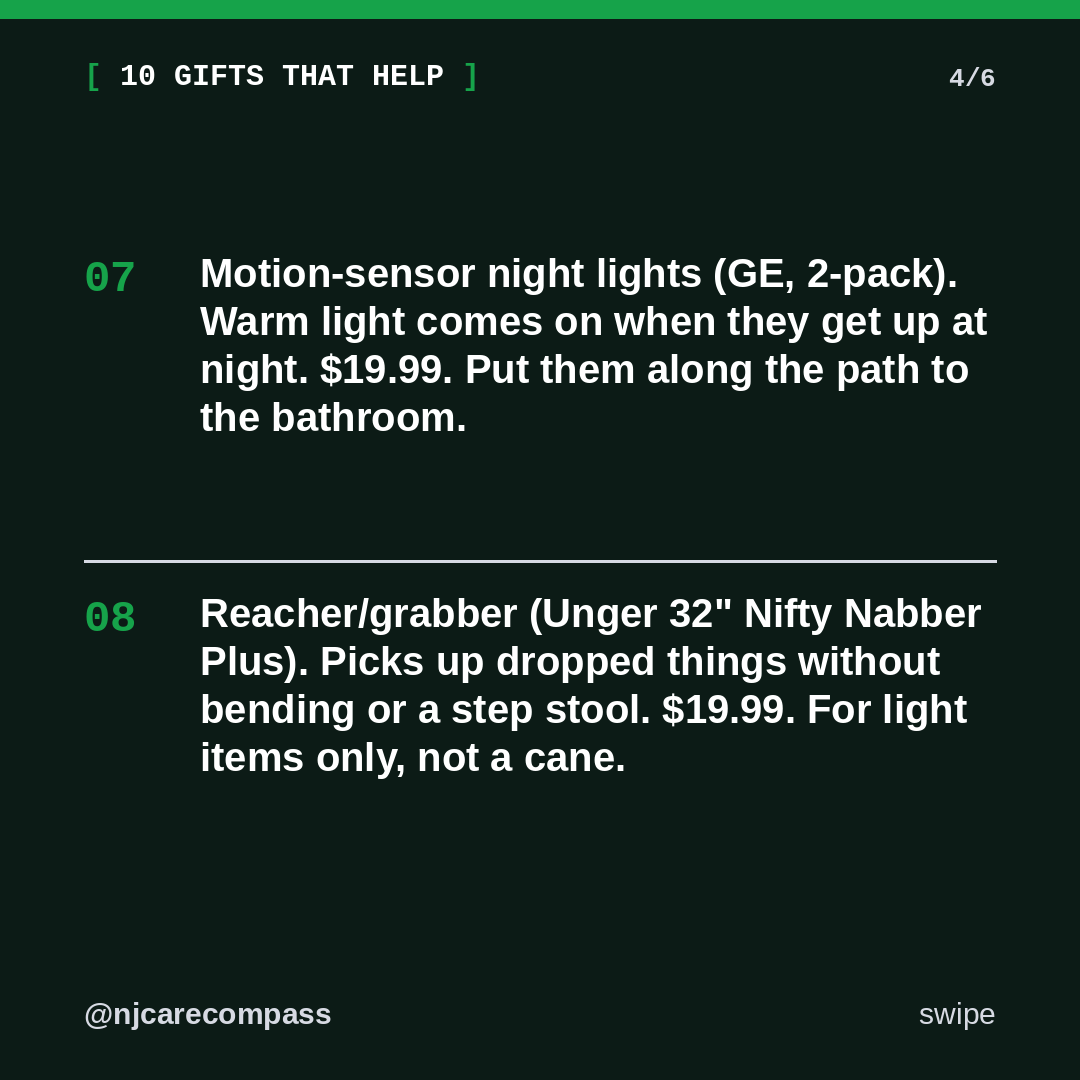 [ 10 GIFTS THAT HELP ]
4/6
07
Motion-sensor night lights (GE, 2-pack).
Warm light comes on when they get up at
night. $19.99. Put them along the path to
the bathroom.
08
Reacher/grabber (Unger 32" Nifty Nabber
Plus). Picks up dropped things without
bending or a step stool. $19.99. For light
items only, not a cane.
@njcarecompass
swipe